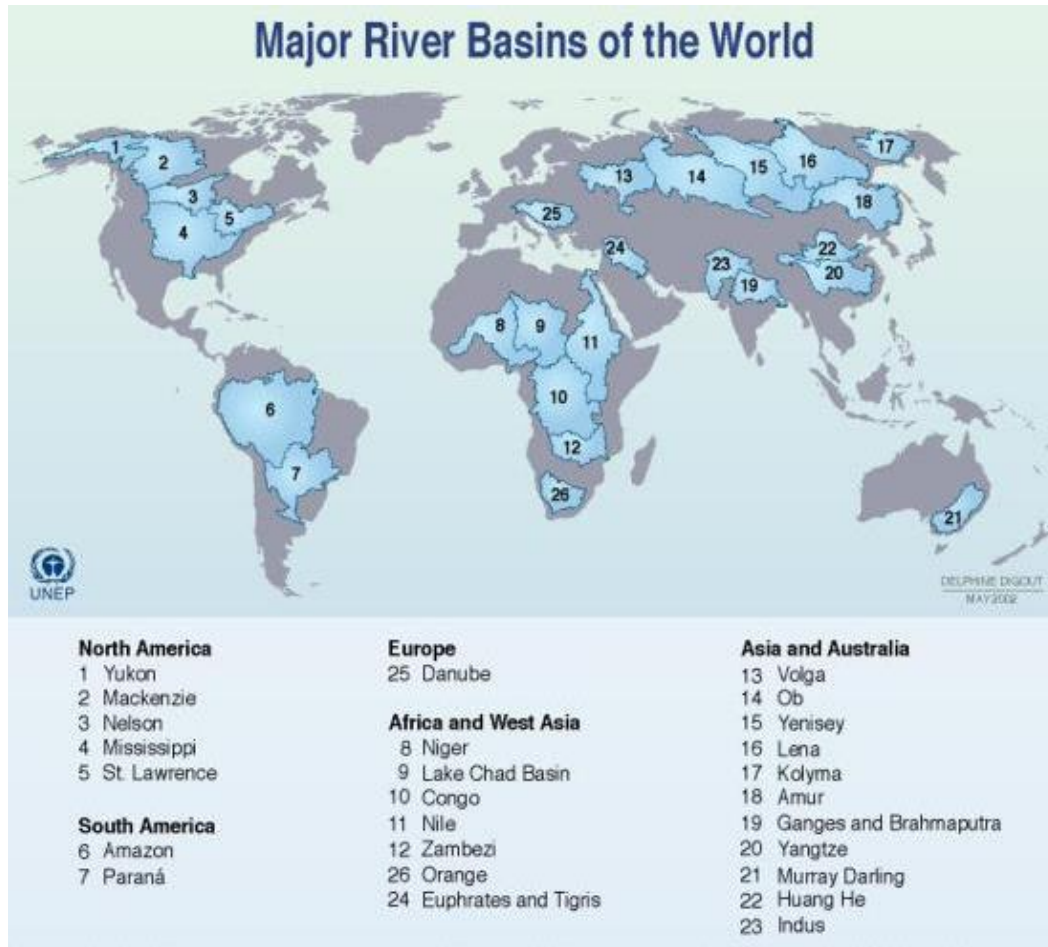 Major River Basins of the World
1
2
3
4
5
6
7
8
9
10
11
12
13
14
15
16
17
18
19
20
21
22
23
24
25
26
UNEP
DELPHINE DIGOUT
MAY 2002
North America
1 Yukon
2 Mackenzie
3 Nelson
4 Mississippi
5 St. Lawrence
South America
6 Amazon
7 Paraná
Europe
25 Danube
Africa and West Asia
8 Niger
9 Lake Chad Basin
10 Congo
11 Nile
12 Zambezi
26 Orange
24 Euphrates and Tigris
Asia and Australia
13 Volga
14 Ob
15 Yenisey
16 Lena
17 Kolyma
18 Amur
19 Ganges and Brahmaputra
20 Yangtze
21 Murray Darling
22 Huang He
23 Indus